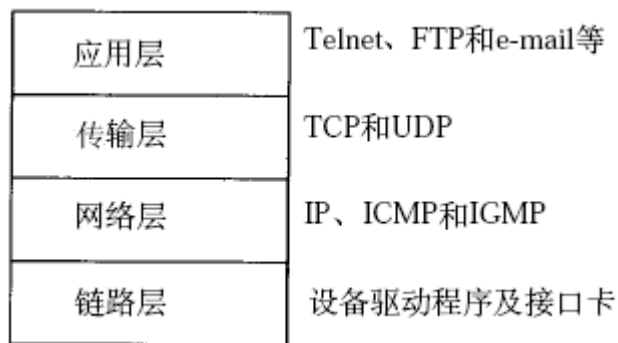 应用层 Telnet、FTP和e-mail等
传输层 TCP和UDP
网络层 IP、ICMP和IGMP
链路层 设备驱动程序及接口卡